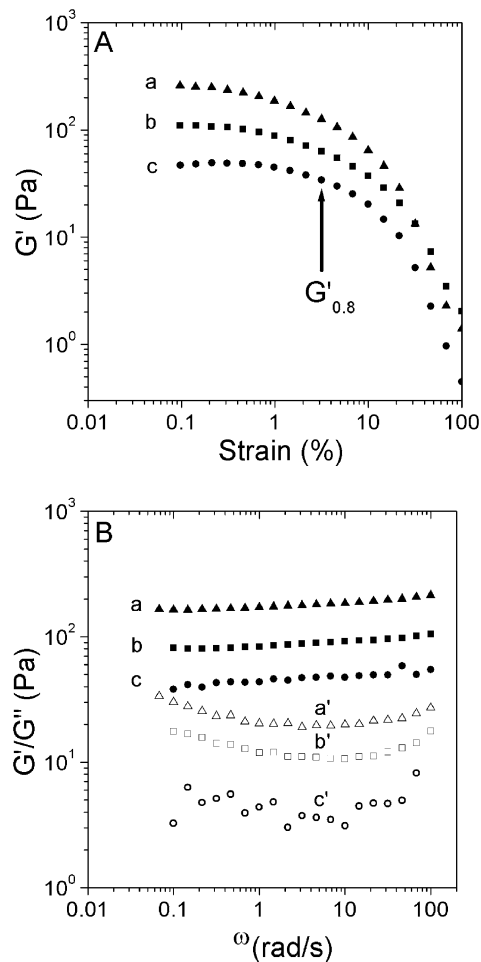 A
10³
10²
10¹
10⁰
G' (Pa)
a
b
c
G'₀.₈
0.01 0.1 1 10 100
Strain (%)
B
10³
10²
10¹
10⁰
G'/G'' (Pa)
a
b
c
a'
b'
c'
0.01 0.1 1 10 100
ω (rad/s)